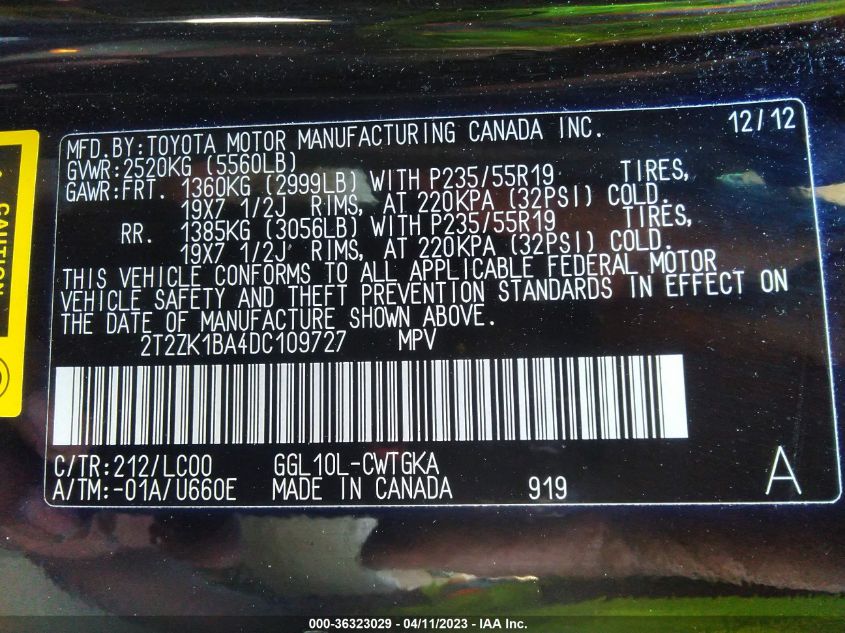 MFD.BY:TOYOTA MOTOR MANUFACTURING CANADA INC. 12/12
GVWR:2520KG (5560LB)
GAWR:FRT. 1360KG (2999LB) WITH P235/55R19 TIRES,
19X7 1/2J RIMS, AT 220KPA (32PSI) COLD.
RR. 1385KG (3056LB) WITH P235/55R19 TIRES,
19X7 1/2J RIMS, AT 220KPA (32PSI) COLD.
THIS VEHICLE CONFORMS TO ALL APPLICABLE FEDERAL MOTOR
VEHICLE SAFETY AND THEFT PREVENTION STANDARDS IN EFFECT ON
THE DATE OF MANUFACTURE SHOWN ABOVE.
2T2ZK1BA4DC109727 MPV
C/TR:212/LC00 GGL10L-CWTGKA
A/TM:-01A/U660E MADE IN CANADA 919 A
CAUTION
000-36323029 - 04/11/2023 - IAA Inc.